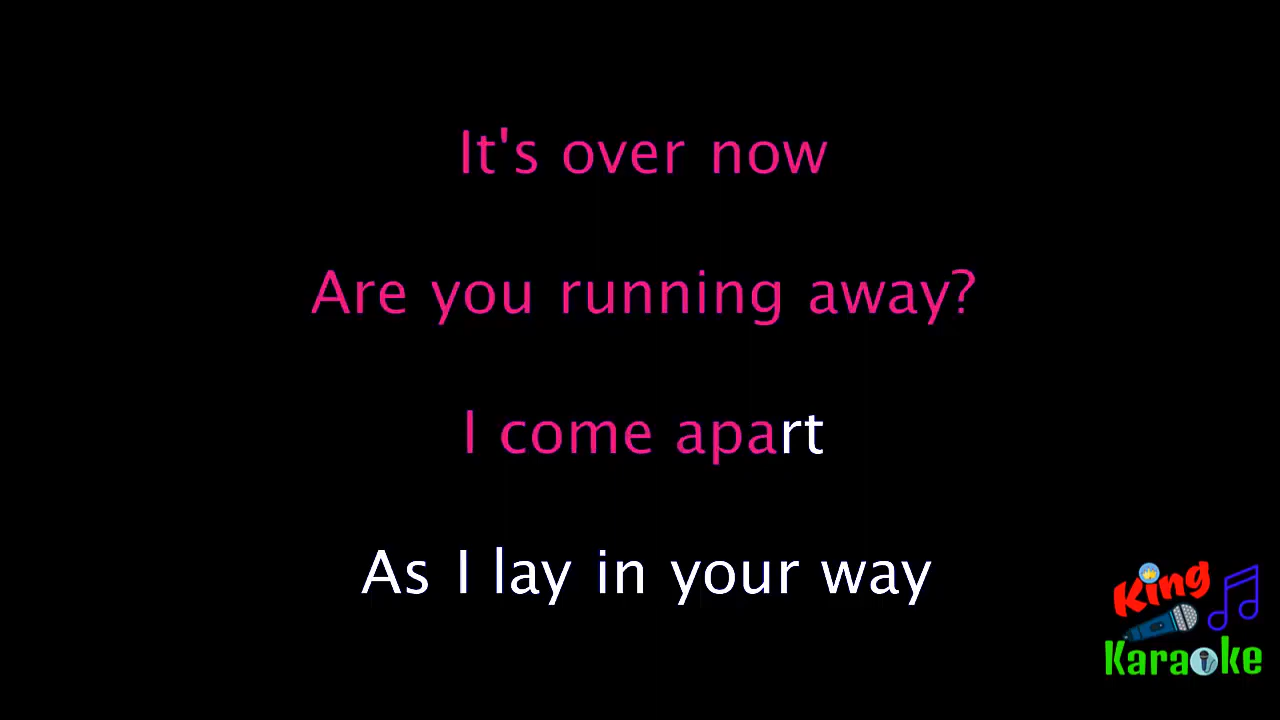 It's over now
Are you running away?
I come apart
As I lay in your way
King
Karaoke